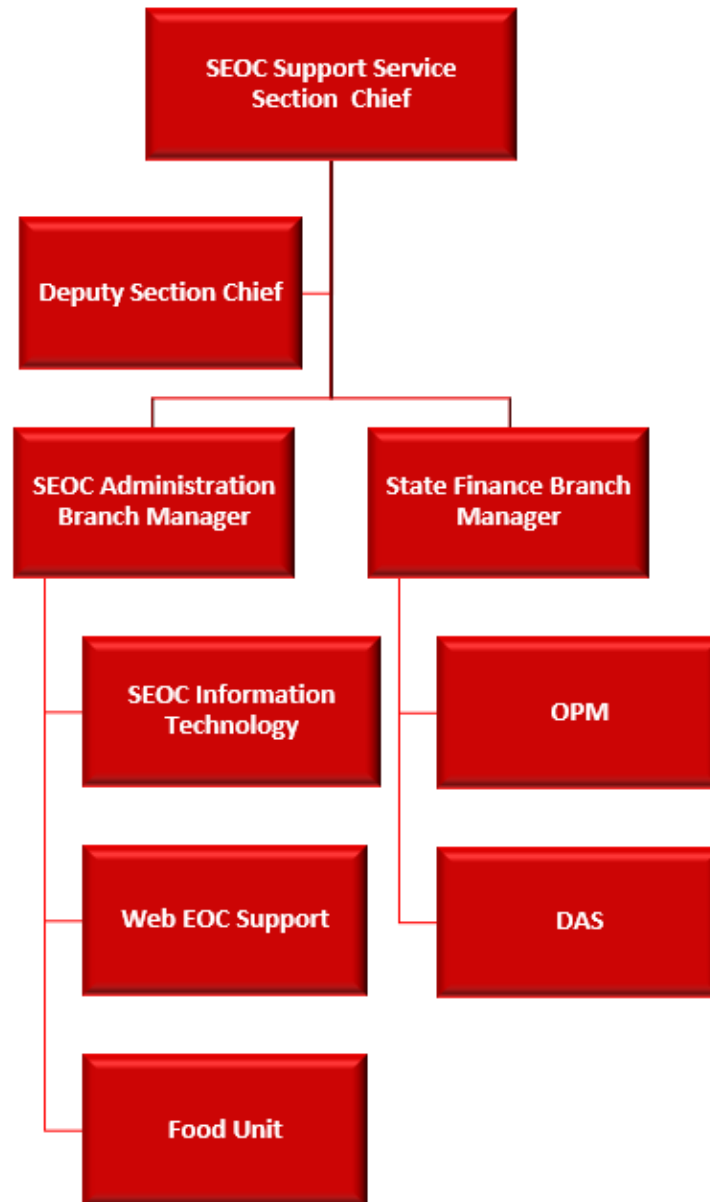 SEOC Support Service
Section Chief
Deputy Section Chief
SEOC Administration
Branch Manager
State Finance Branch
Manager
SEOC Information
Technology
OPM
Web EOC Support
DAS
Food Unit